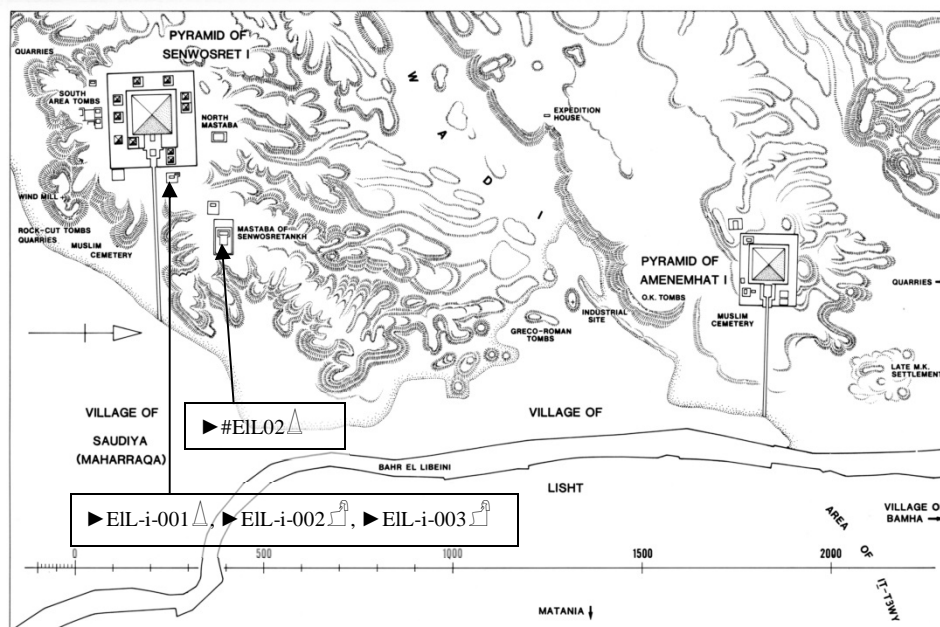 PYRAMID OF
SENWOSRET I
QUARRIES
SOUTH
AREA TOMBS
NORTH
MASTABA
W
A
D
I
EXPEDITION
HOUSE
WIND MILL
ROCK-CUT TOMBS
QUARRIES
MUSLIM
CEMETERY
MASTABA OF
SENWOSRETANKH
PYRAMID OF
AMENEMHAT I
O.K. TOMBS
QUARRIES
MUSLIM
CEMETERY
INDUSTRIAL
SITE
GRECO-ROMAN
TOMBS
LATE M.K.
SETTLEMENT
VILLAGE OF
SAUDIYA
(MAHARRAQA)
►#ElL02
VILLAGE OF
LISHT
BAHR EL LIBEINI
►ElL-i-001, ►ElL-i-002, ►ElL-i-003
VILLAGE O
BAMHA
AREA OF
IT-T3WY
0 500 1000 1500 2000
MATANIA